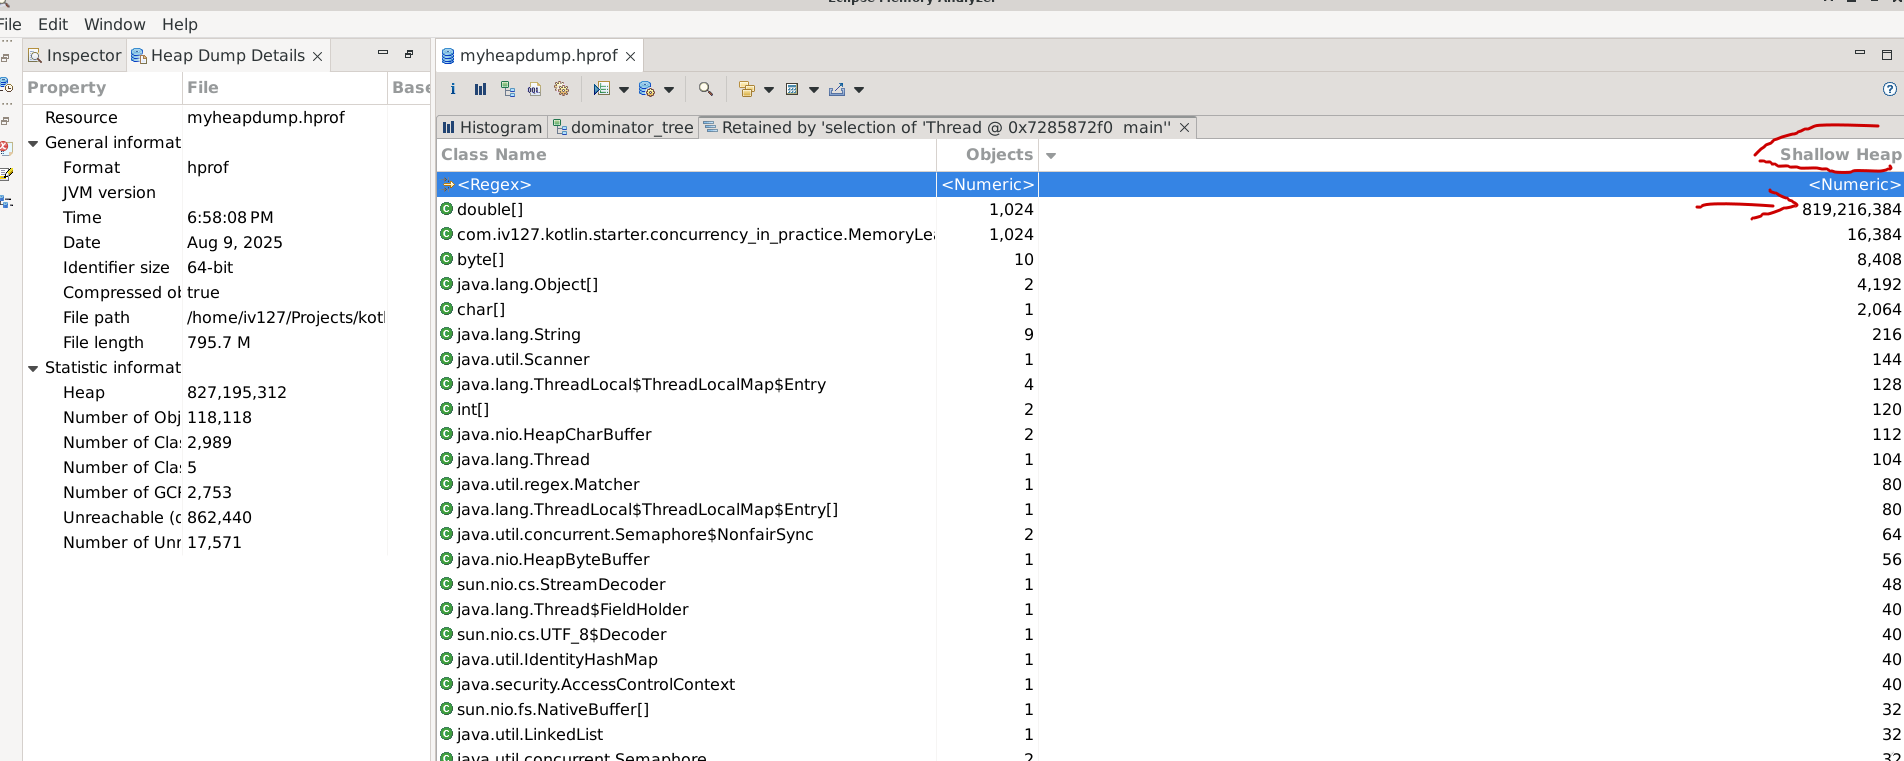 Eclipse Memory Analyzer
File Edit Window Help
Inspector Heap Dump Details
Property File Base
Resource myheapdump.hprof
General informat
Format hprof
JVM version
Time 6:58:08 PM
Date Aug 9, 2025
Identifier size 64-bit
Compressed ob true
File path /home/iv127/Projects/kotl
File length 795.7 M
Statistic informat
Heap 827,195,312
Number of Obj 118,118
Number of Cla 2,989
Number of Cla 5
Number of GCR 2,753
Unreachable (o 862,440
Number of Unr 17,571
myheapdump.hprof
i OQL ?
Histogram dominator_tree Retained by 'selection of 'Thread @ 0x7285872f0 main''
Class Name Objects Shallow Heap
<Regex> <Numeric> <Numeric>
double[] 1,024 819,216,384
com.iv127.kotlin.starter.concurrency_in_practice.MemoryLea 1,024 16,384
byte[] 10 8,408
java.lang.Object[] 2 4,192
char[] 1 2,064
java.lang.String 9 216
java.util.Scanner 1 144
java.lang.ThreadLocal$ThreadLocalMap$Entry 4 128
int[] 2 120
java.nio.HeapCharBuffer 2 112
java.lang.Thread 1 104
java.util.regex.Matcher 1 80
java.lang.ThreadLocal$ThreadLocalMap$Entry[] 1 80
java.util.concurrent.Semaphore$NonfairSync 2 64
java.nio.HeapByteBuffer 1 56
sun.nio.cs.StreamDecoder 1 48
java.lang.Thread$FieldHolder 1 40
sun.nio.cs.UTF_8$Decoder 1 40
java.util.IdentityHashMap 1 40
java.security.AccessControlContext 1 40
sun.nio.fs.NativeBuffer[] 1 32
java.util.LinkedList 1 32
java.util.concurrent.Semaphore 2 32